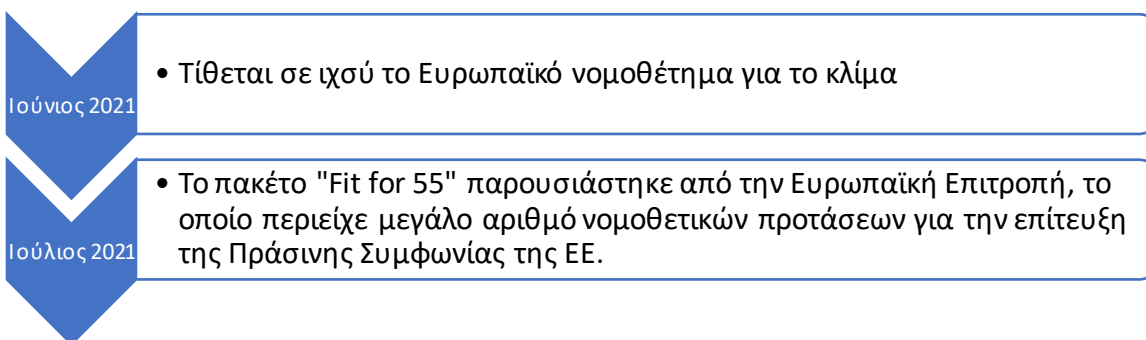 Ιούνιος 2021
• Τίθεται σε ιχσύ το Ευρωπαϊκό νομοθέτημα για το κλίμα
Ιούλιος 2021
• Το πακέτο "Fit for 55" παρουσιάστηκε από την Ευρωπαϊκή Επιτροπή, το
οποίο περιείχε μεγάλο αριθμό νομοθετικών προτάσεων για την επίτευξη
της Πράσινης Συμφωνίας της ΕΕ.